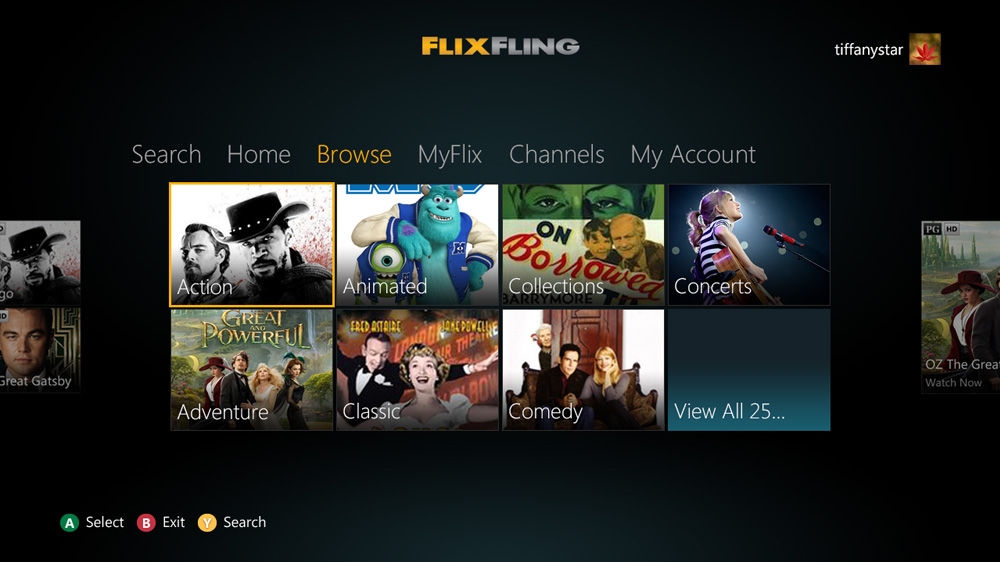 FLIXFLING
tiffanystar
Search Home Browse MyFlix Channels My Account
go
Great Gatsby
Action
Animated
ON
Borrowed
BARRYMORE
Collections
Concerts
GREAT
AND
POWERFUL
Adventure
FRED ASTAIRE JANE POWELL
Classic
Comedy
View All 25...
PG HD
OZ The Grea
Watch Now
A Select B Exit Y Search